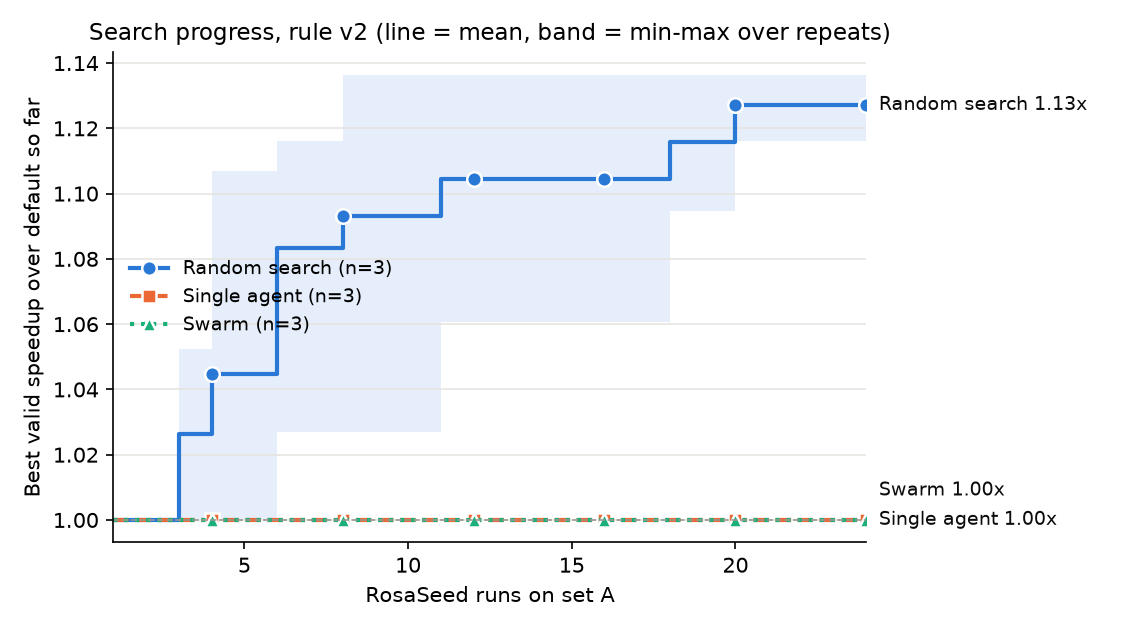 Search progress, rule v2 (line = mean, band = min-max over repeats)
Best valid speedup over default so far
1.14
1.12
1.10
1.08
1.06
1.04
1.02
1.00
Random search (n=3)
Single agent (n=3)
Swarm (n=3)
Random search 1.13x
Swarm 1.00x
Single agent 1.00x
5
10
15
20
RosaSeed runs on set A